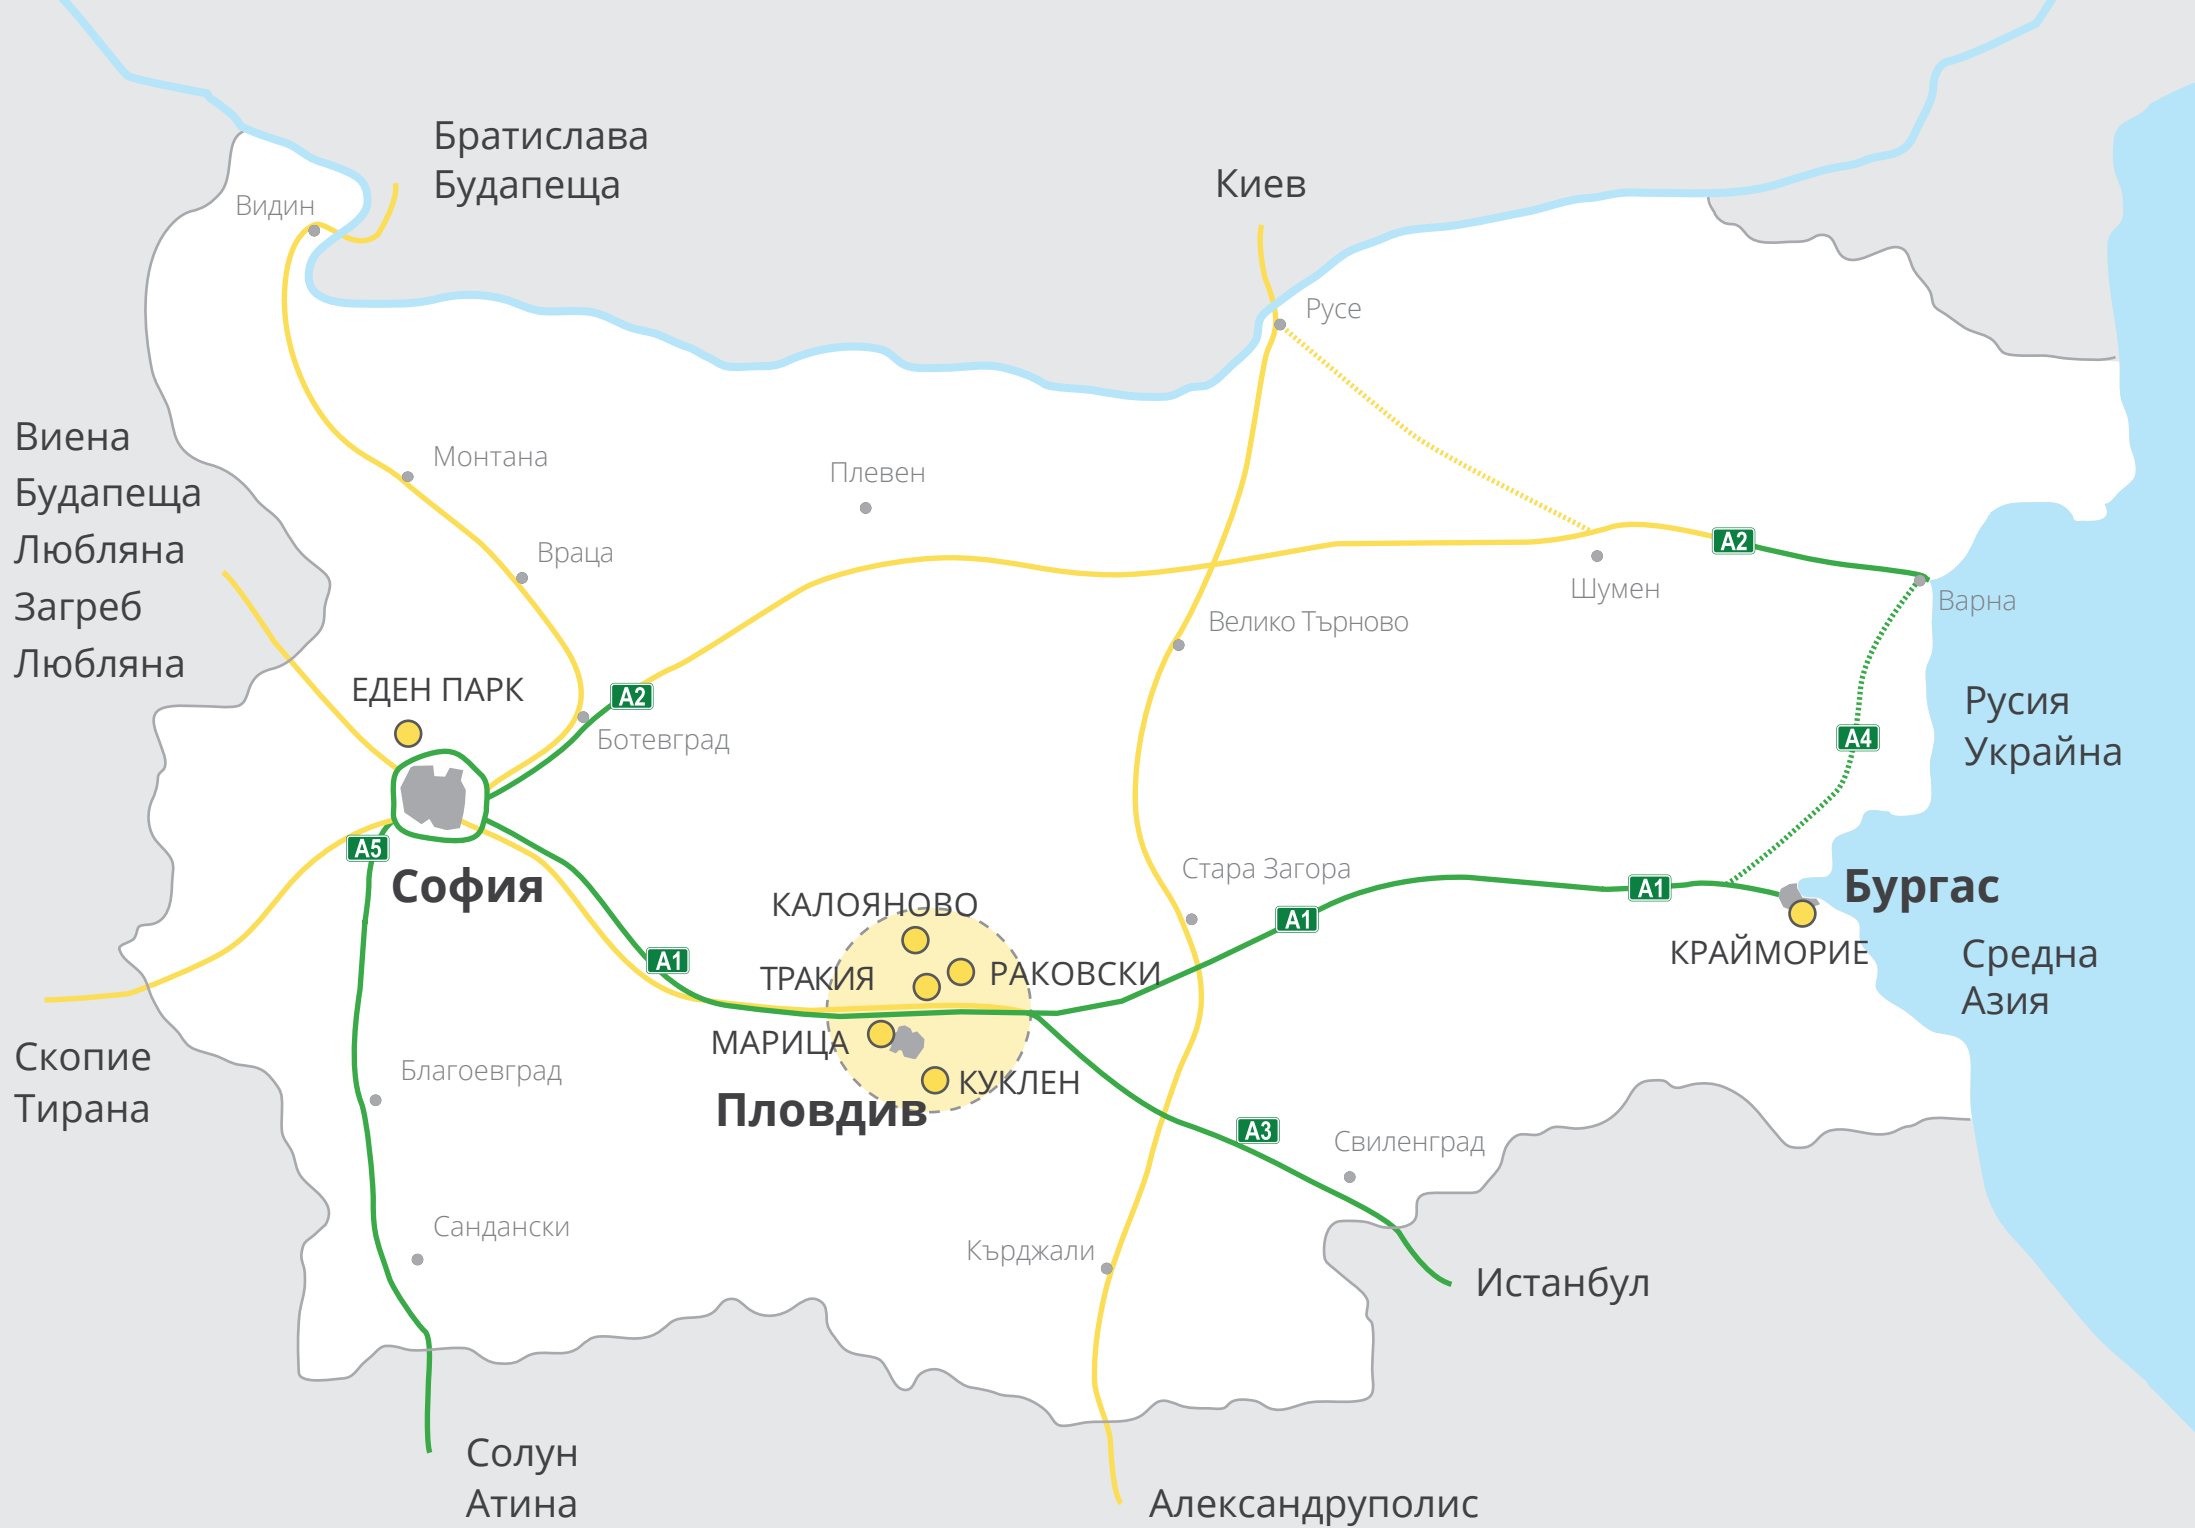 Братислава
Будапеща
Киев
Видин
Русе
Виена
Будапеща
Любляна
Загреб
Любляна
Монтана
Плевен
Враца
A2
Шумен
Варна
Велико Търново
ЕДЕН ПАРК
A2
Ботевград
Русия
Украйна
A4
A5
София
Стара Загора
A1
A1
Бургас
КРАЙМОРИЕ
Средна
Азия
КАЛОЯНОВО
A1
ТРАКИЯ
РАКОВСКИ
МАРИЦА
КУКЛЕН
Пловдив
Скопие
Тирана
Благоевград
A3
Свиленград
Сандански
Кърджали
Истанбул
Солун
Атина
Александруполис